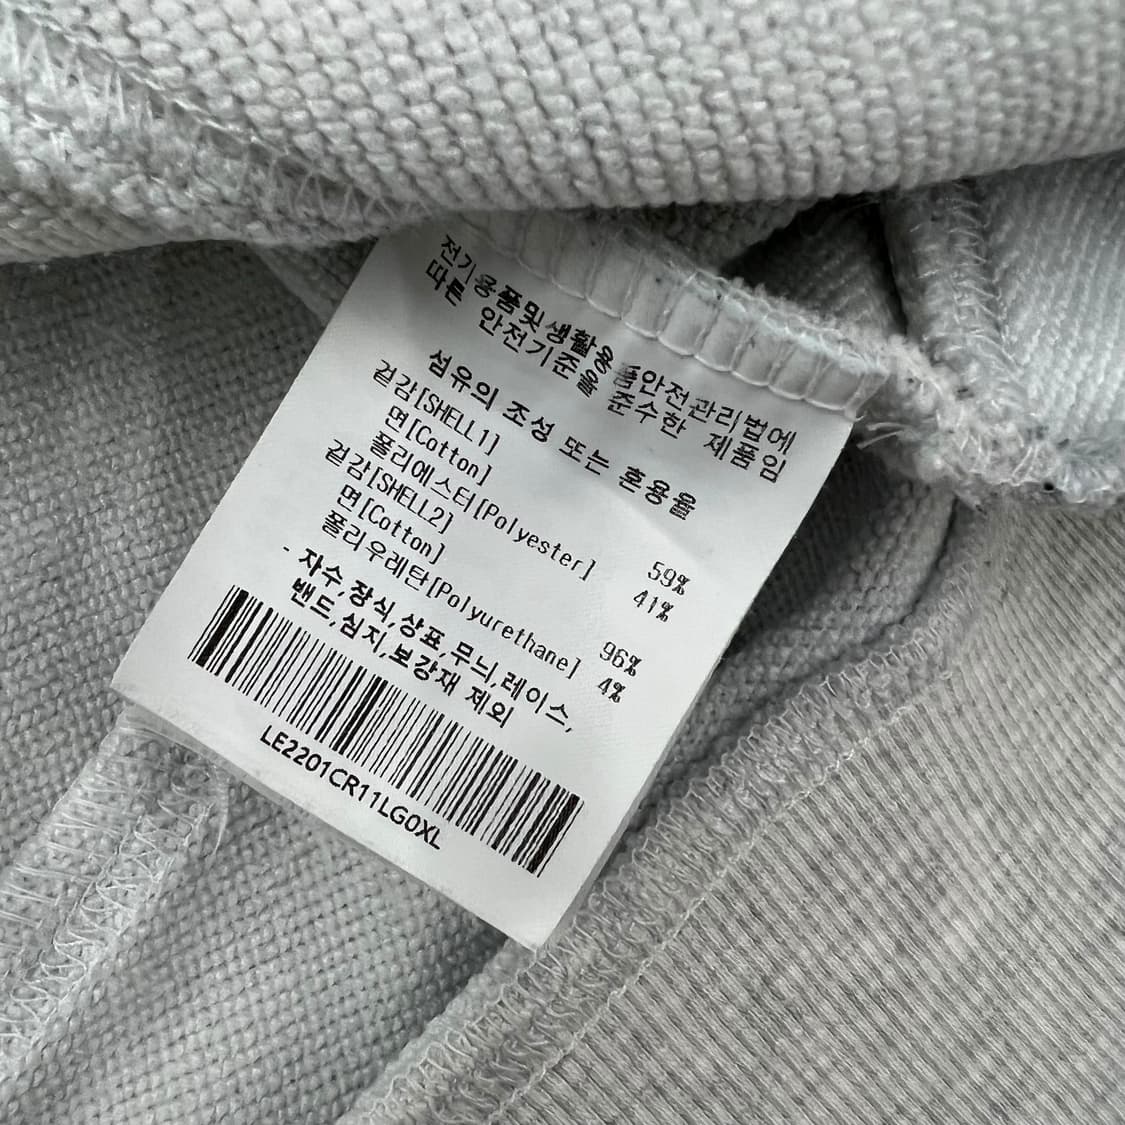 전기용품및생활용품안전관리법에
따른 안전기준을 준수한 제품임
섬유의 조성 또는 혼용율
겉감[SHELL1]
면[Cotton] 59%
폴리에스터[Polyester] 41%
겉감[SHELL2]
면[Cotton] 96%
폴리우레탄[Polyurethane] 4%
- 자수,장식,상표,무늬,레이스,
밴드,심지,보강재 제외
LE2201CR11LG0XL